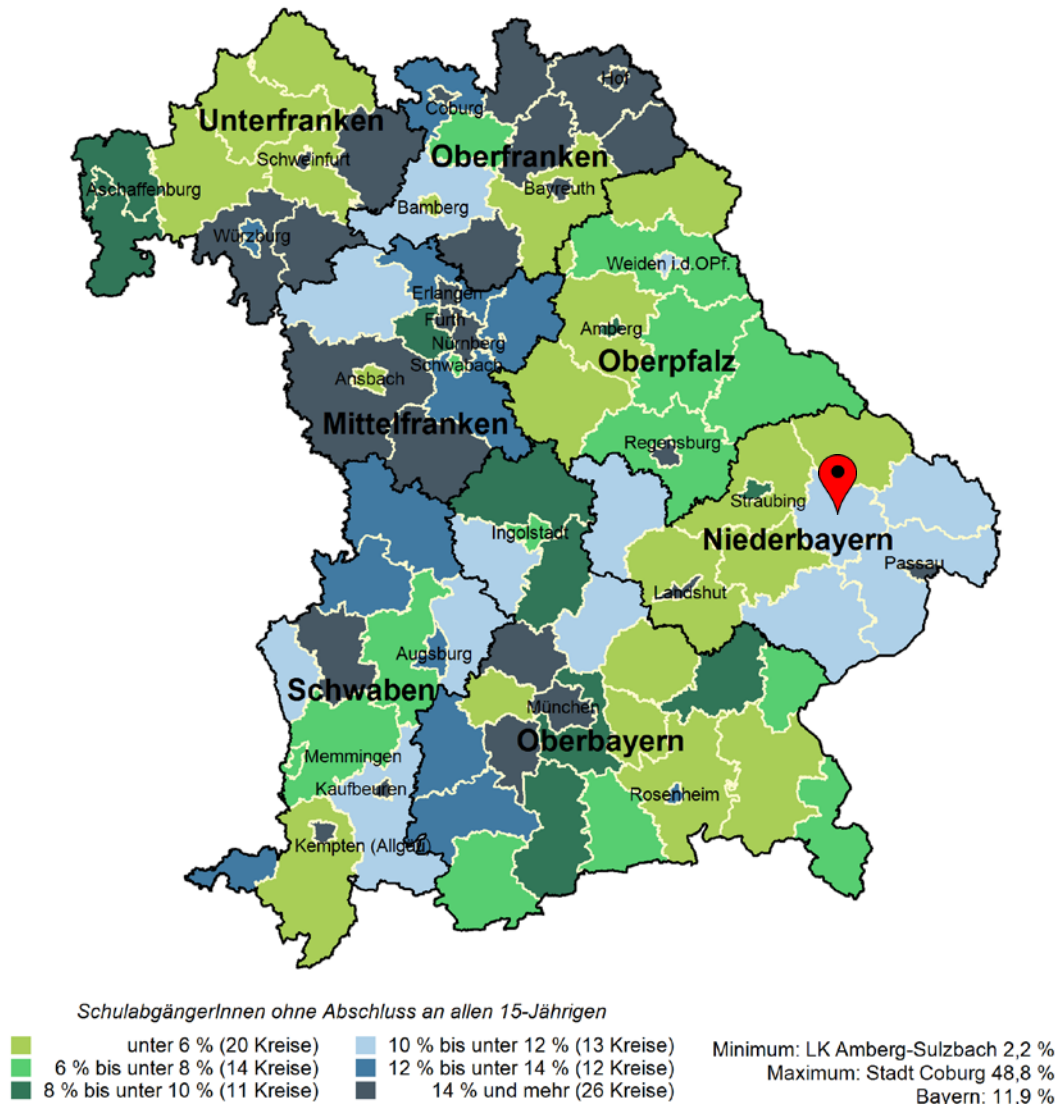 Hof
Coburg
Unterfranken
Oberfranken
Schweinfurt
Aschaffenburg
Bayreuth
Bamberg
Würzburg
Weiden i.d.OPf.
Erlangen
Fürth
Amberg
Nürnberg
Oberpfalz
Schwabach
Ansbach
Mittelfranken
Regensburg
Straubing
Ingolstadt
Niederbayern
Passau
Landshut
Augsburg
Schwaben
München
Oberbayern
Memmingen
Kaufbeuren
Rosenheim
Kempten (Allgäu)
SchulabgängerInnen ohne Abschluss an allen 15-Jährigen
unter 6 % (20 Kreise)
6 % bis unter 8 % (14 Kreise)
8 % bis unter 10 % (11 Kreise)
10 % bis unter 12 % (13 Kreise)
12 % bis unter 14 % (12 Kreise)
14 % und mehr (26 Kreise)
Minimum: LK Amberg-Sulzbach 2,2 %
Maximum: Stadt Coburg 48,8 %
Bayern: 11,9 %